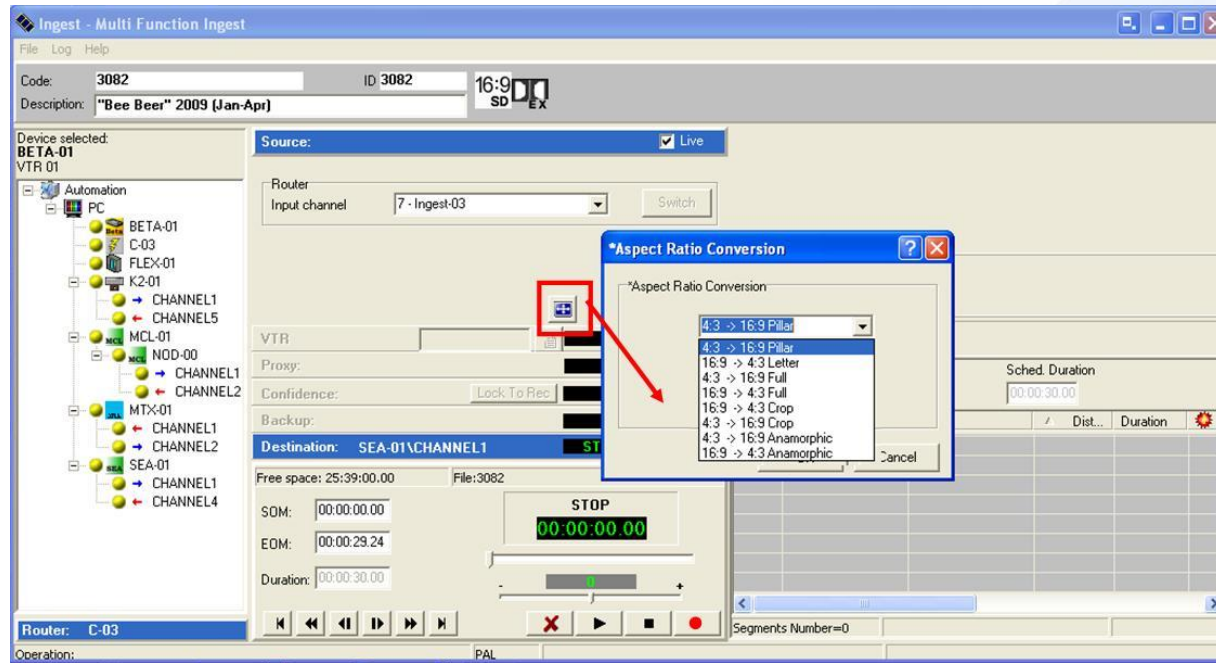 Ingest - Multi Function Ingest
File Log Help
Code: 3082 ID 3082
Description: "Bee Beer" 2009 (Jan-Apr)
16:9
SD
EX
Device selected:
BETA-01
VTR 01
Automation
PC
BETA-01
C-03
FLEX-01
K2-01
CHANNEL1
CHANNEL5
MCL-01
NOD-00
CHANNEL1
CHANNEL2
MTX-01
CHANNEL1
CHANNEL2
SEA-01
CHANNEL1
CHANNEL4
Router: C-03
Source: Live
Router
Input channel 7 - Ingest-03 Switch
VTR
Proxy:
Confidence: Lock To Rec
Backup:
Destination: SEA-01\CHANNEL1 ST
Free space: 25:39:00.00 File:3082
SOM: 00:00:00.00
EOM: 00:00:29.24
Duration: 00:00:30.00
STOP
00:00:00.00
- 0 +
*Aspect Ratio Conversion
*Aspect Ratio Conversion
4:3 -> 16:9 Pillar
4:3 -> 16:9 Pillar
16:9 -> 4:3 Letter
4:3 -> 16:9 Full
16:9 -> 4:3 Full
16:9 -> 4:3 Crop
4:3 -> 16:9 Crop
4:3 -> 16:9 Anamorphic
16:9 -> 4:3 Anamorphic
Cancel
Sched. Duration
00:00:30.00
Dist... Duration
Segments Number=0
Operation: PAL